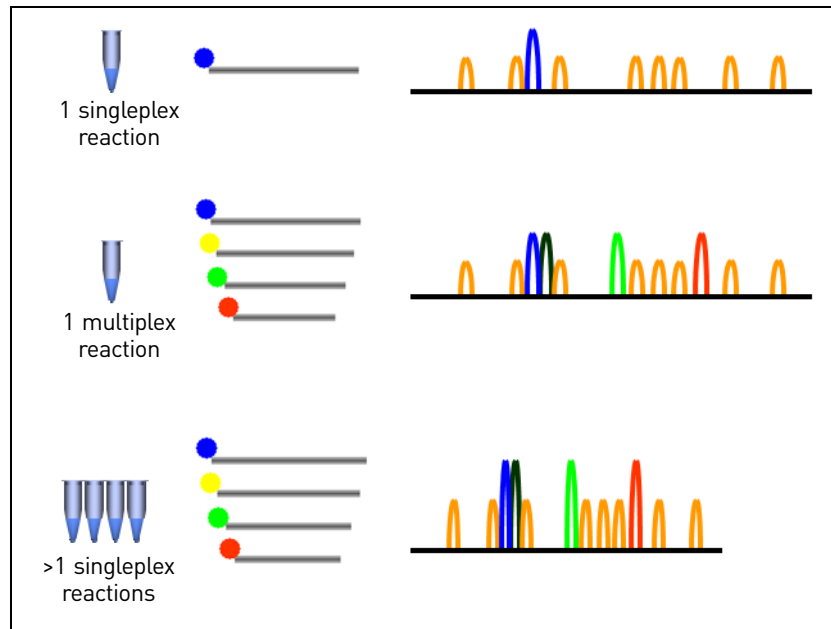 1 singleplex
reaction
1 multiplex
reaction
>1 singleplex
reactions